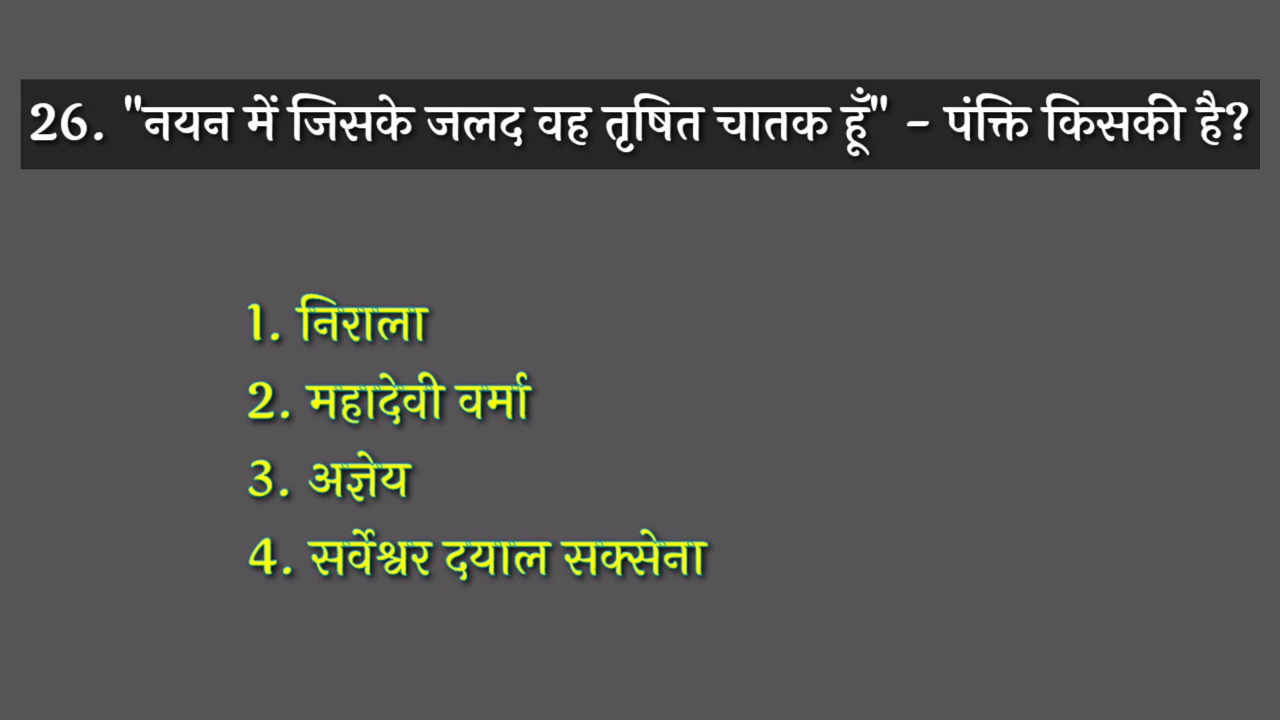 26. "नयन में जिसके जलद वह तृषित चातक हूँ" - पंक्ति किसकी है?
1. निराला
2. महादेवी वर्मा
3. अज्ञेय
4. सर्वेश्वर दयाल सक्सेना